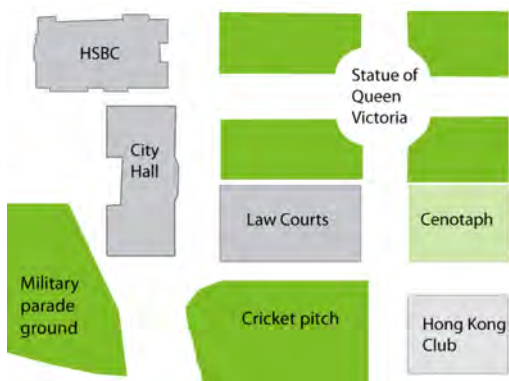 HSBC
Statue of
Queen
Victoria
City
Hall
Law Courts
Cenotaph
Military
parade
ground
Cricket pitch
Hong Kong
Club